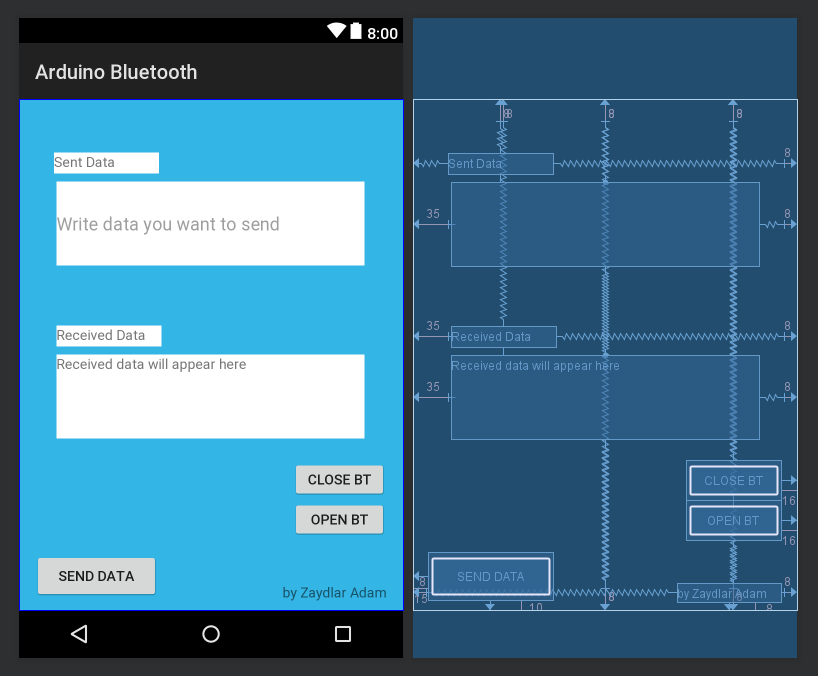 8:00
Arduino Bluetooth
Sent Data
Write data you want to send
Received Data
Received data will appear here
CLOSE BT
OPEN BT
SEND DATA
by Zaydlar Adam
8
8
8
8
Sent Data
35
8
35
8
Received Data
35
8
Received data will appear here
CLOSE BT
16
OPEN BT
16
SEND DATA
8
15
8
8
by Zaydlar Adam
10
8